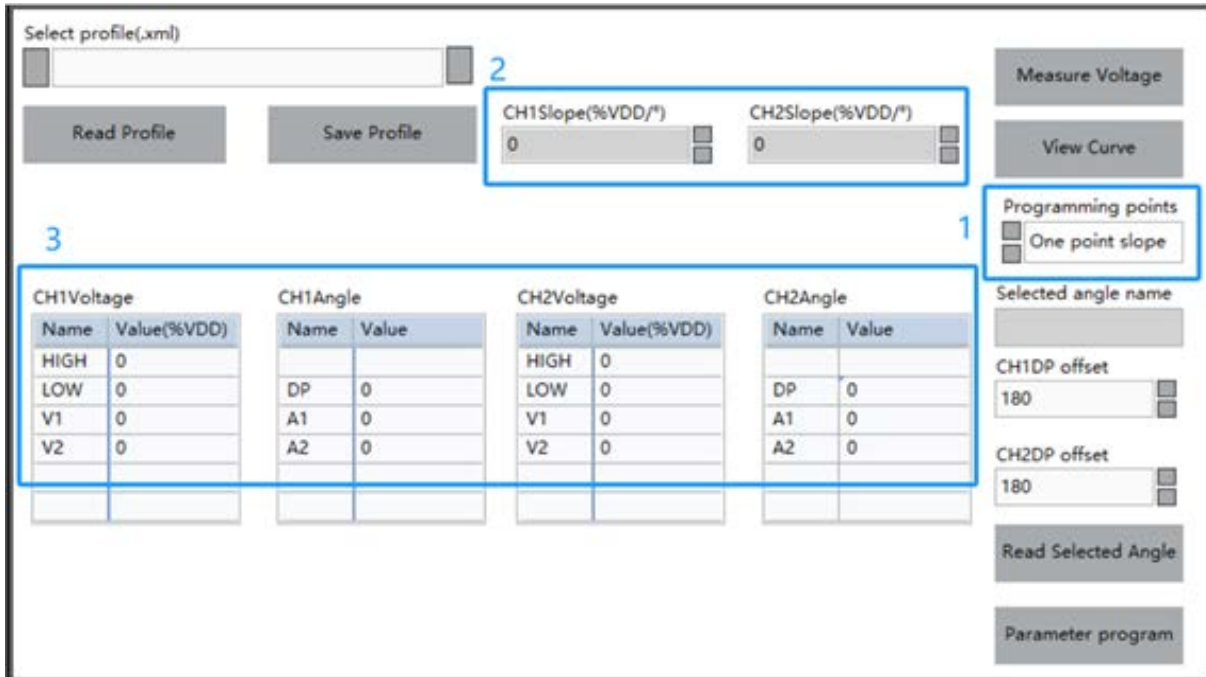 Select profile(.xml)
2
Measure Voltage
CH1Slope(%VDD/°)
CH2Slope(%VDD/°)
Read Profile
Save Profile
0
0
View Curve
Programming points
1
One point slope
3
CH1Voltage
CH1Angle
CH2Voltage
CH2Angle
Selected angle name
Name Value(%VDD)
Name Value
Name Value(%VDD)
Name Value
HIGH 0
HIGH 0
CH1DP offset
LOW 0
DP 0
LOW 0
DP 0
180
V1 0
A1 0
V1 0
A1 0
V2 0
A2 0
V2 0
A2 0
CH2DP offset
180
Read Selected Angle
Parameter program